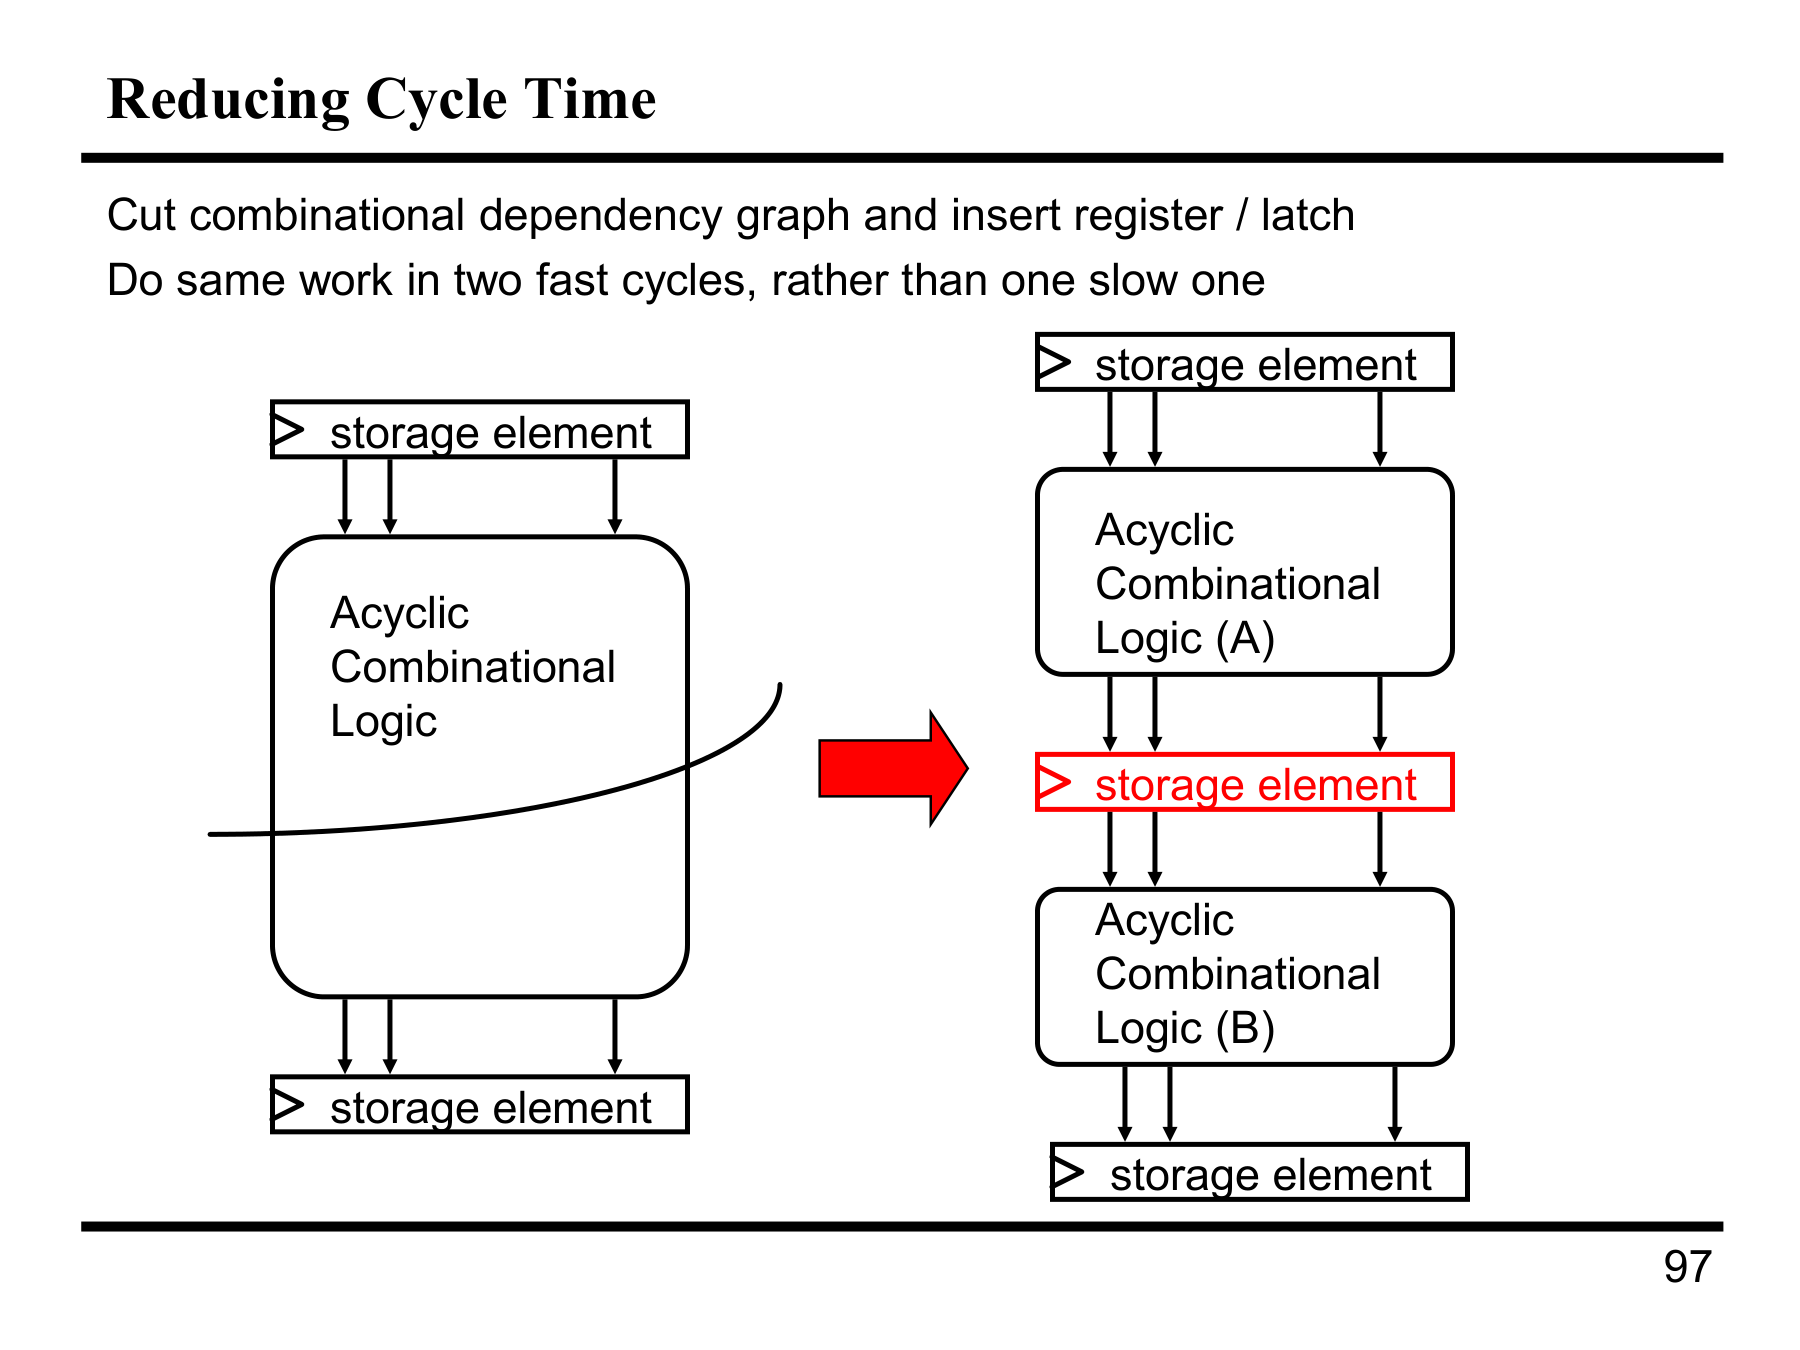 Reducing Cycle Time
Cut combinational dependency graph and insert register / latch
Do same work in two fast cycles, rather than one slow one
storage element
Acyclic
Combinational
Logic
storage element
storage element
Acyclic
Combinational
Logic (A)
storage element
Acyclic
Combinational
Logic (B)
storage element
97